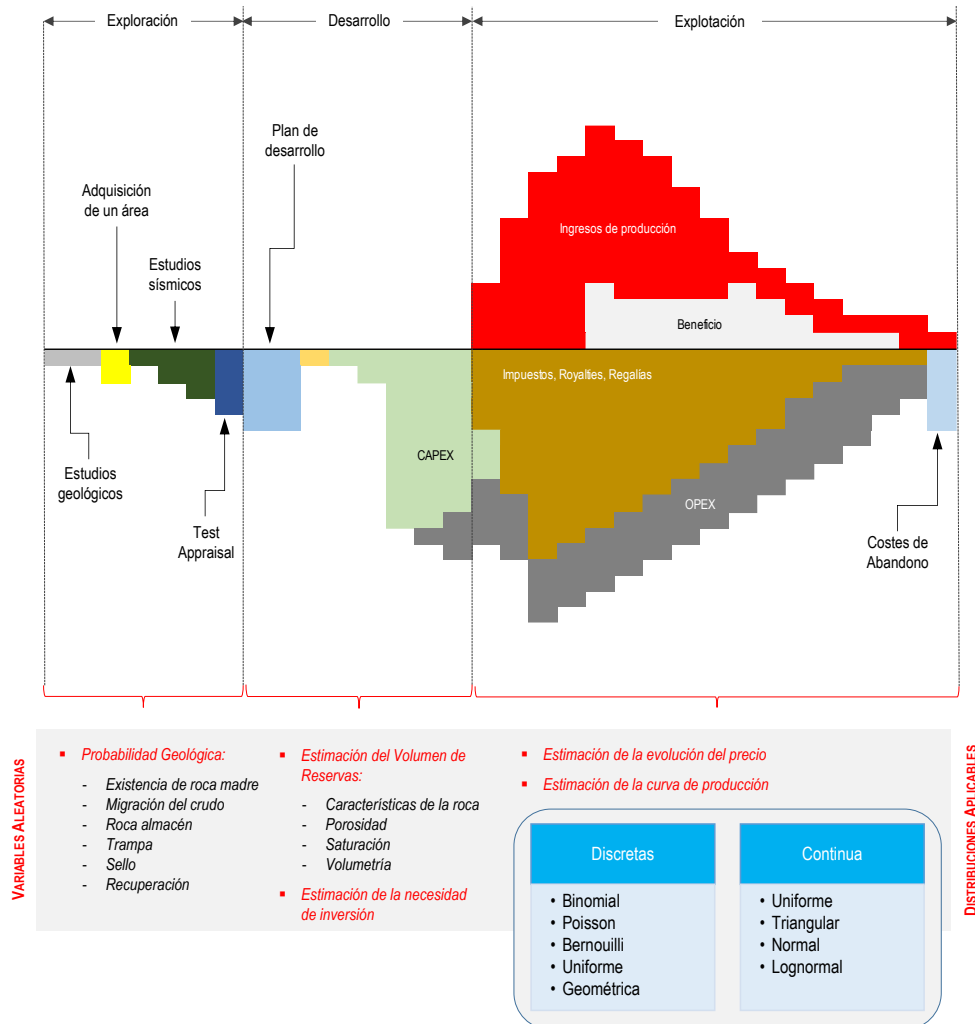 Exploración
Desarrollo
Explotación
Plan de
desarrollo
Adquisición
de un área
Estudios
sísmicos
Ingresos de producción
Beneficio
Impuestos, Royalties, Regalías
CAPEX
OPEX
Estudios
geológicos
Test
Appraisal
Costes de
Abandono
VARIABLES ALEATORIAS
▪ Probabilidad Geológica:
- Existencia de roca madre
- Migración del crudo
- Roca almacén
- Trampa
- Sello
- Recuperación
▪ Estimación del Volumen de
Reservas:
- Características de la roca
- Porosidad
- Saturación
- Volumetría
▪ Estimación de la necesidad
de inversión
▪ Estimación de la evolución del precio
▪ Estimación de la curva de producción
Discretas
• Binomial
• Poisson
• Bernouilli
• Uniforme
• Geométrica
Continua
• Uniforme
• Triangular
• Normal
• Lognormal
DISTRIBUCIONES APLICABLES